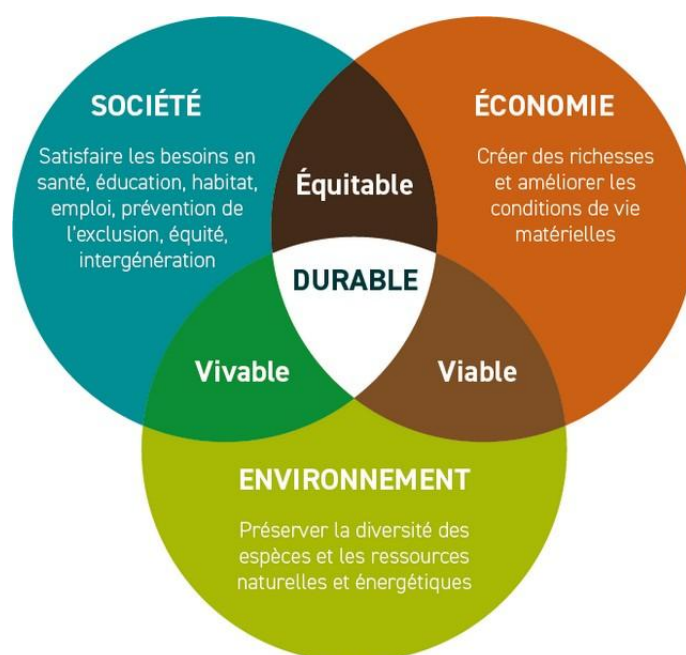 SOCIÉTÉ
Satisfaire les besoins en
santé, éducation, habitat,
emploi, prévention de
l'exclusion, équité,
intergénération
ÉCONOMIE
Créer des richesses
et améliorer les
conditions de vie
matérielles
Équitable
DURABLE
Vivable
Viable
ENVIRONNEMENT
Préserver la diversité des
espèces et les ressources
naturelles et énergétiques